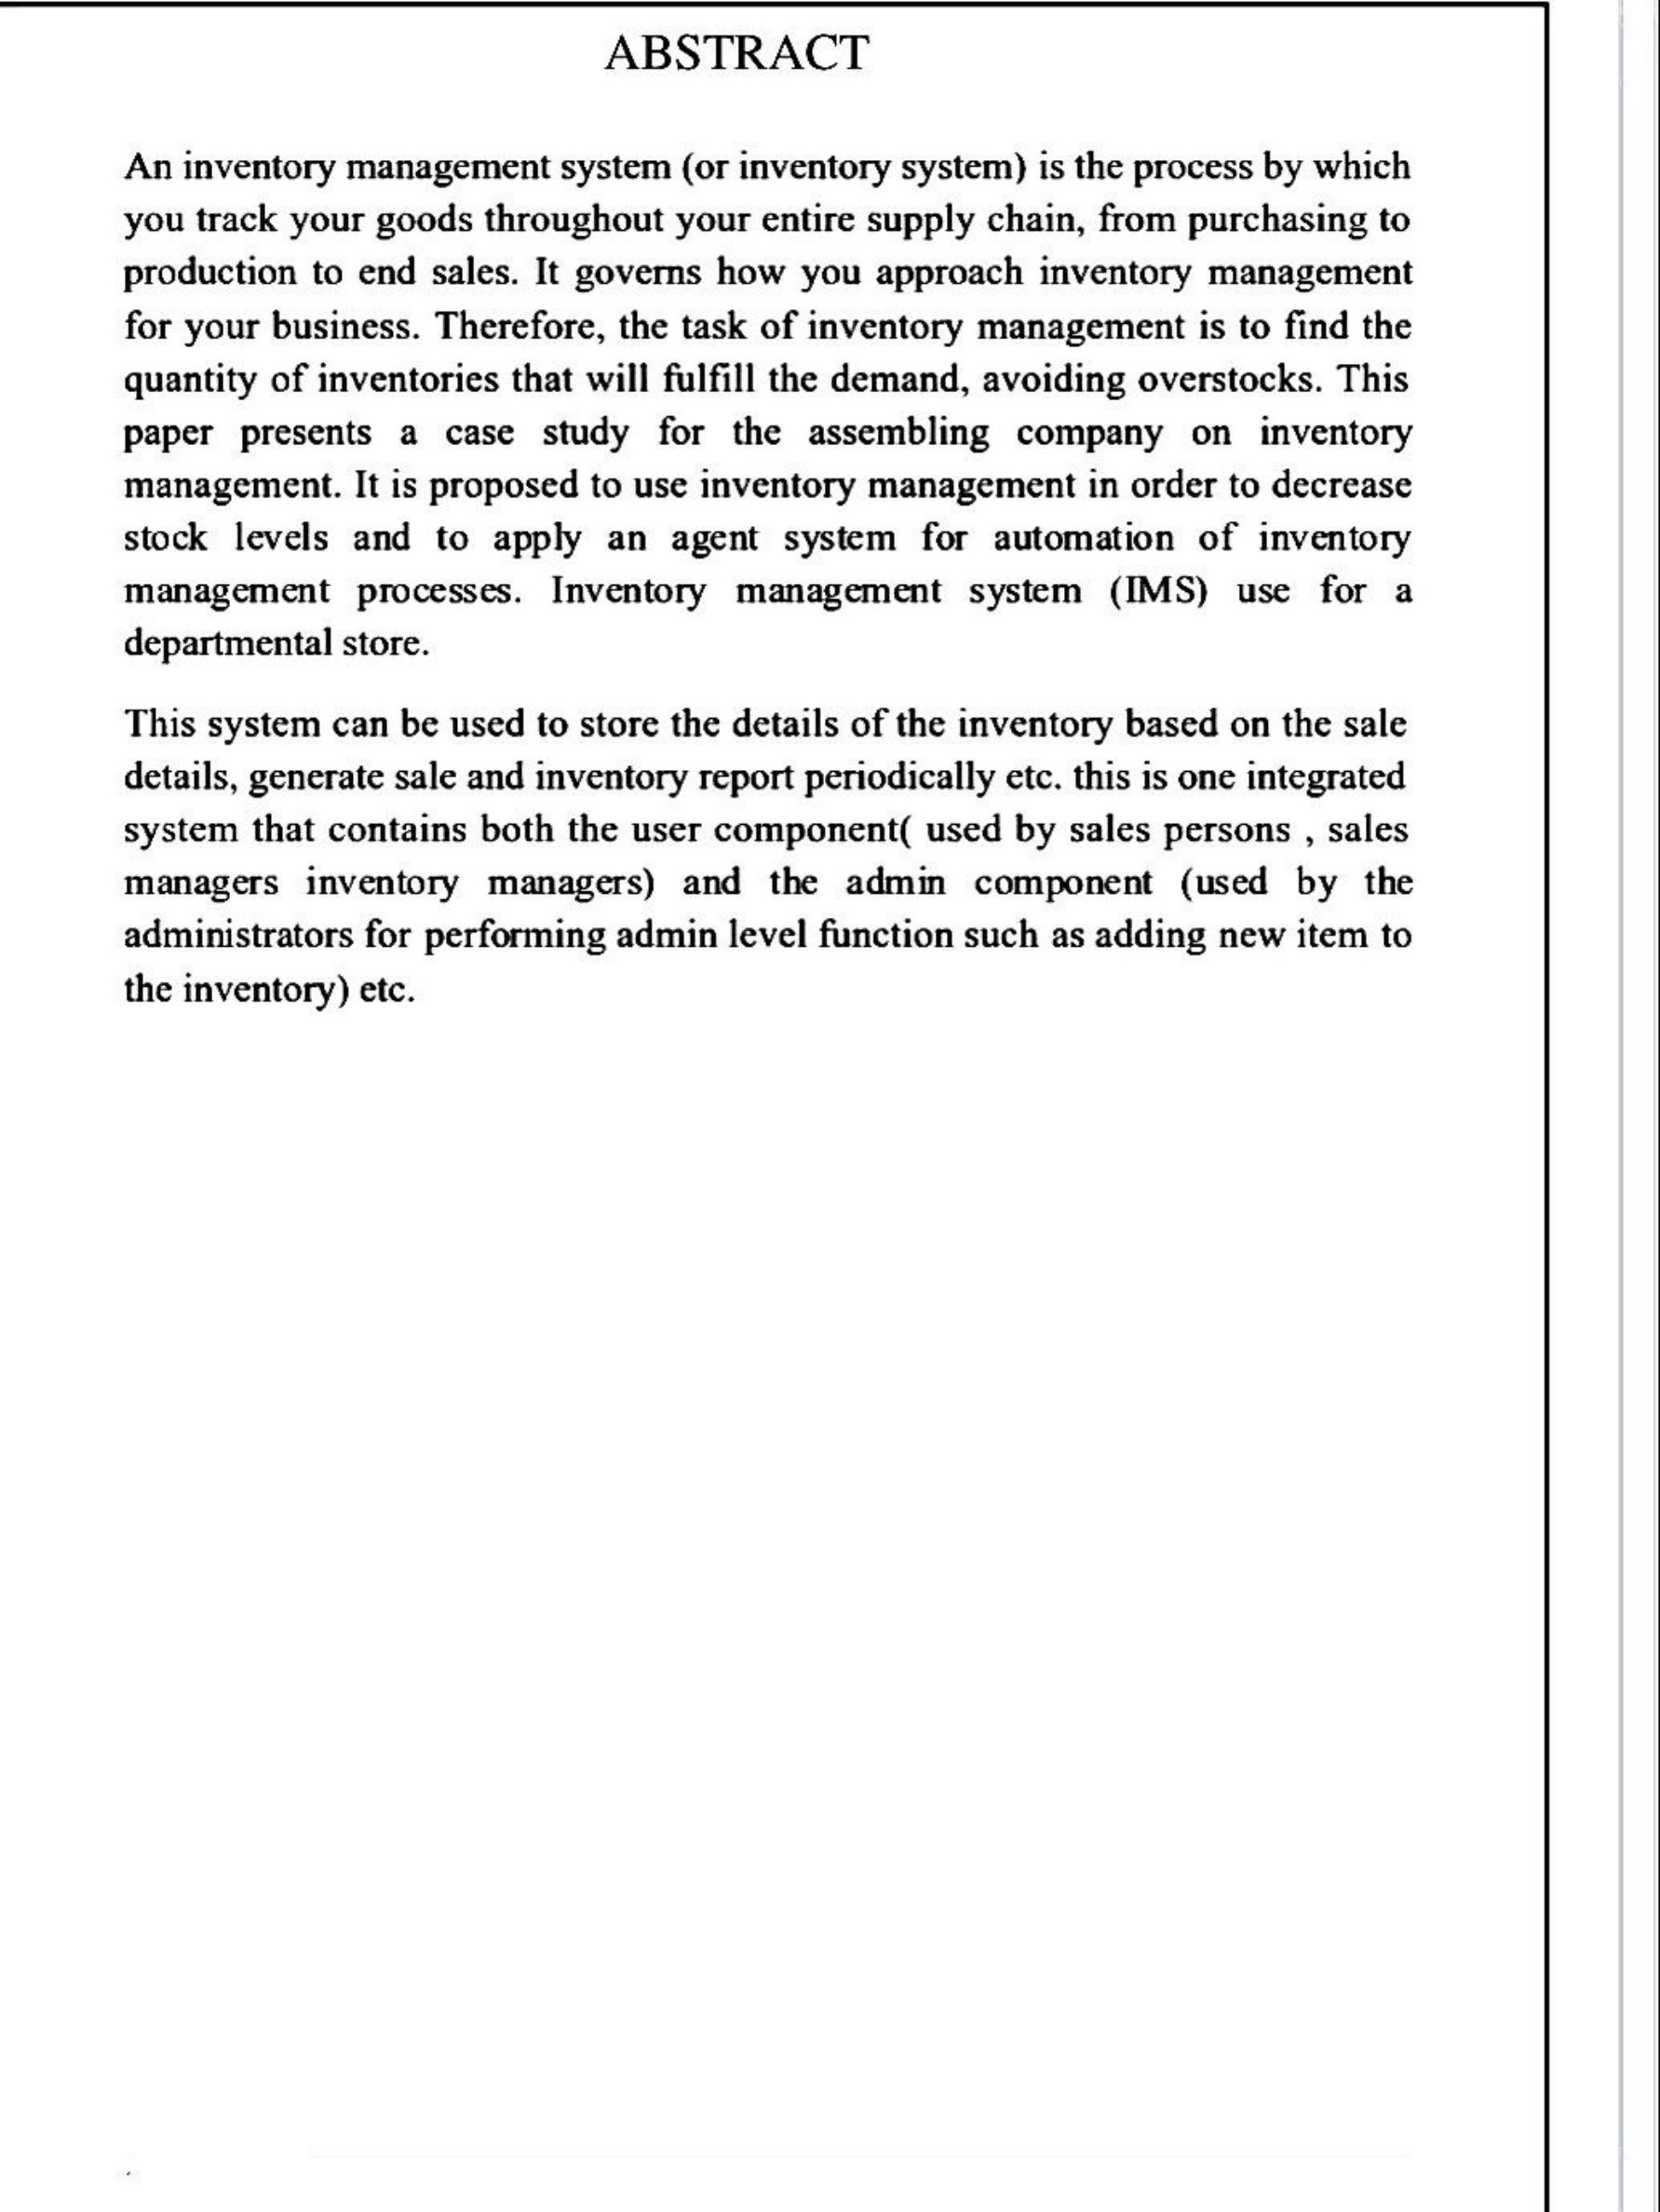 ABSTRACT
An inventory management system (or inventory system) is the process by which
you track your goods throughout your entire supply chain, from purchasing to
production to end sales. It governs how you approach inventory management
for your business. Therefore, the task of inventory management is to find the
quantity of inventories that will fulfill the demand, avoiding overstocks. This
paper presents a case study for the assembling company on inventory
management. It is proposed to use inventory management in order to decrease
stock levels and to apply an agent system for automation of inventory
management processes. Inventory management system (IMS) use for a
departmental store.
This system can be used to store the details of the inventory based on the sale
details, generate sale and inventory report periodically etc. this is one integrated
system that contains both the user component( used by sales persons , sales
managers inventory managers) and the admin component (used by the
administrators for performing admin level function such as adding new item to
the inventory) etc.